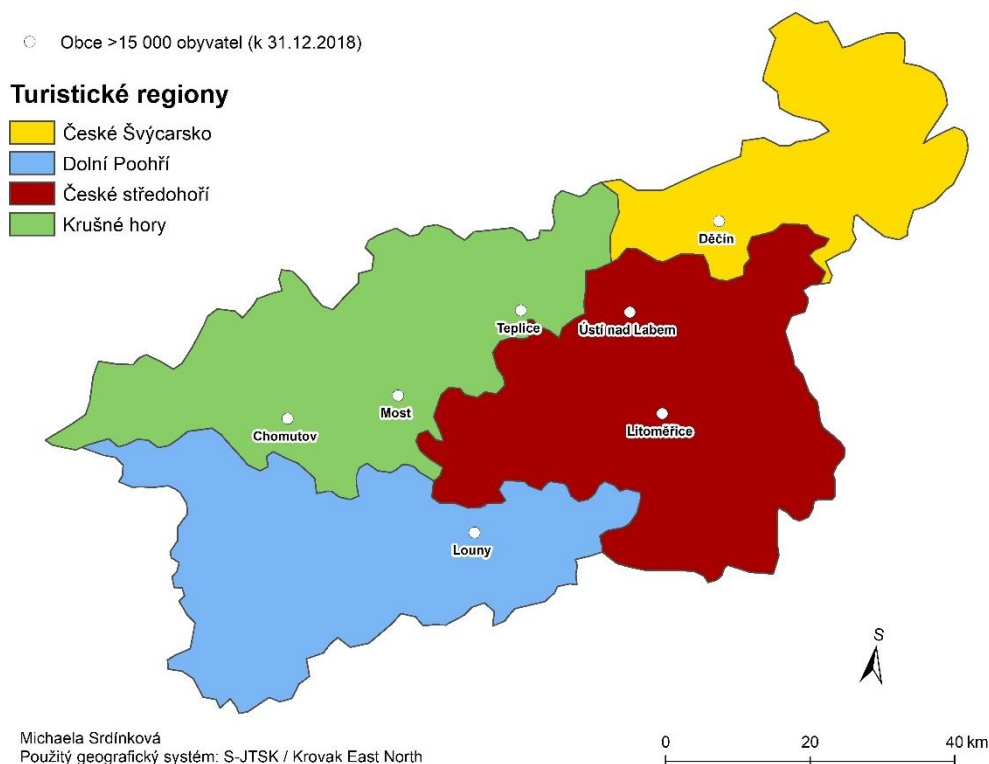 Obce >15 000 obyvatel (k 31.12.2018)
Turistické regiony
České Švýcarsko
Dolní Poohří
České středohoří
Krušné hory
Děčín
Teplice
Ústí nad Labem
Most
Chomutov
Litoměřice
Louny
S
Michaela Srdínková
Použitý geografický systém: S-JTSK / Krovak East North
0 20 40 km